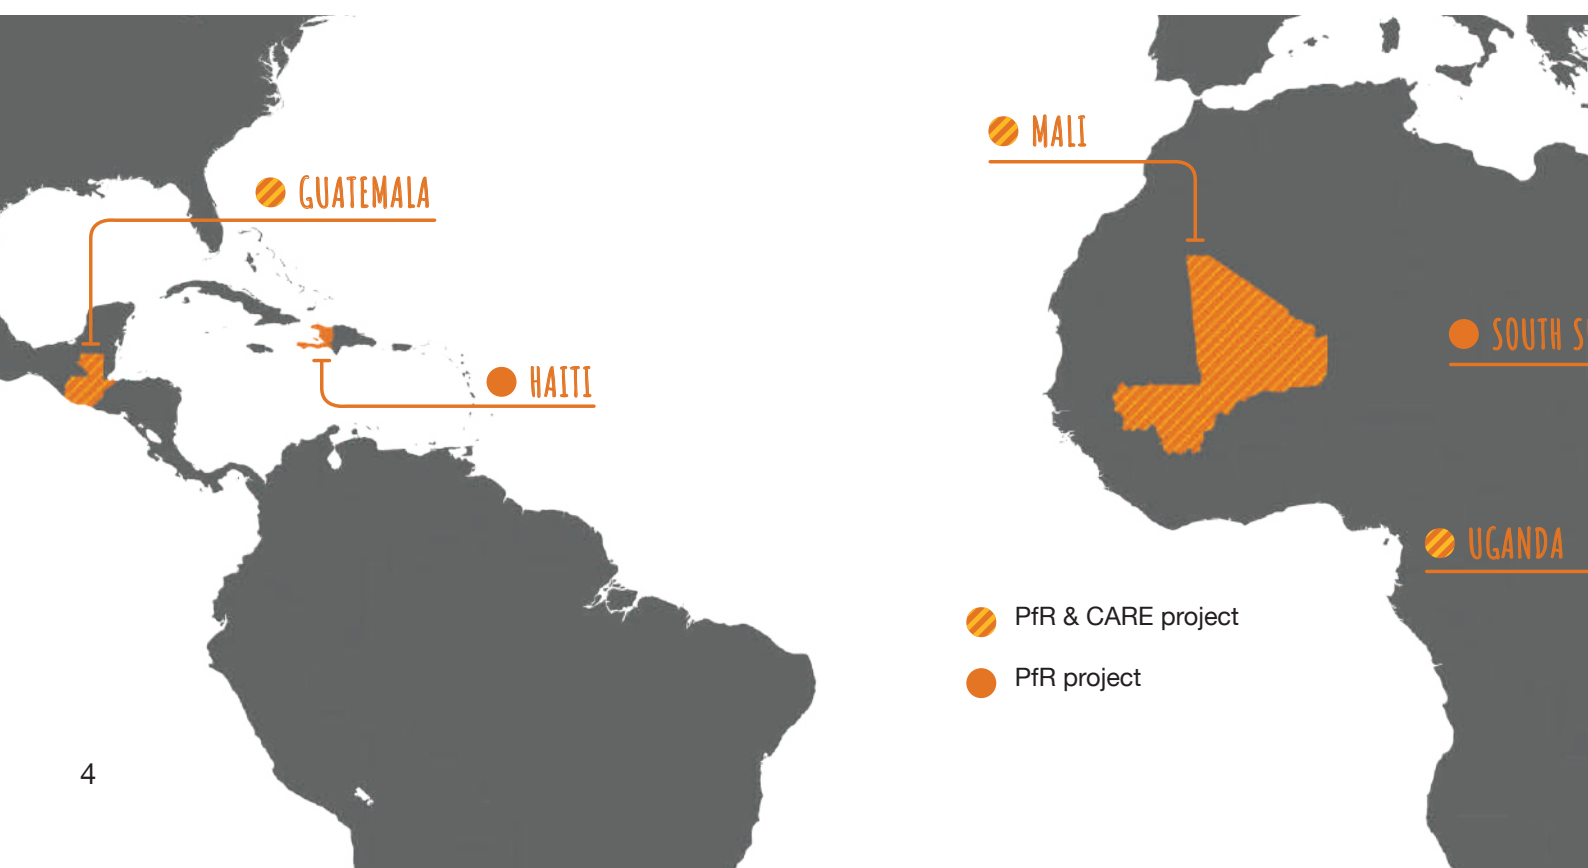 MALI
GUATEMALA
SOUTH
HAITI
UGANDA
PfR & CARE project
PfR project
4